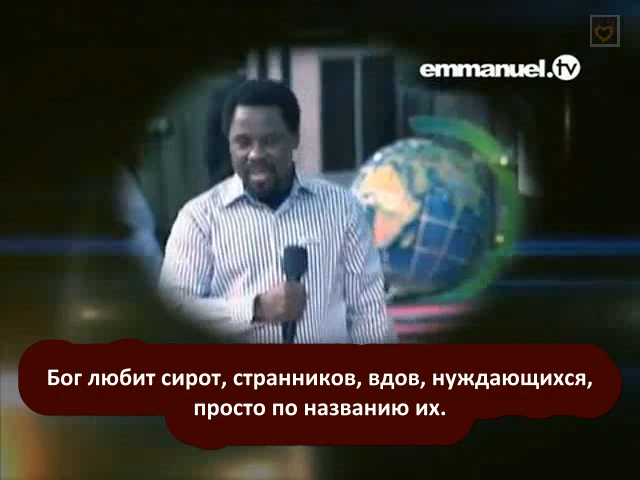 emmanuel.tv
Бог любит сирот, странников, вдов, нуждающихся,
просто по названию их.